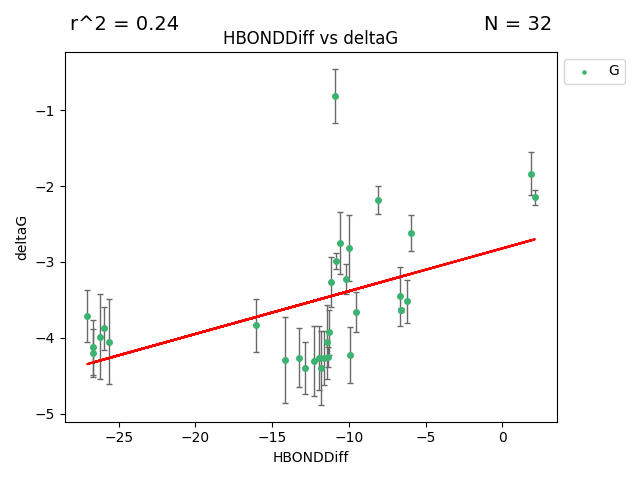 r^2 = 0.24
N = 32
HBONDDiff vs deltaG
G
deltaG
−1
−2
−3
−4
−5
−25
−20
−15
−10
−5
0
HBONDDiff